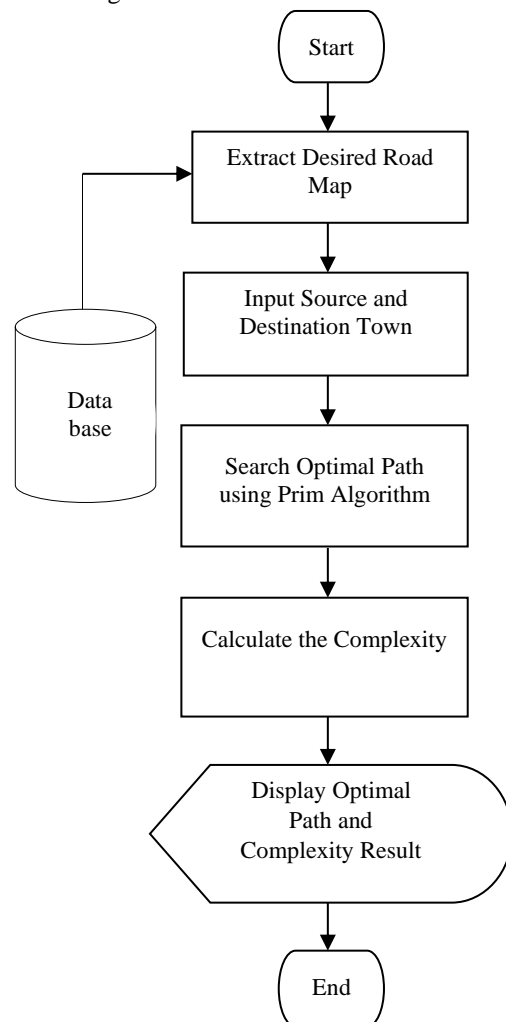 Start
Extract Desired Road
Map
Input Source and
Destination Town
Data
base
Search Optimal Path
using Prim Algorithm
Calculate the Complexity
Display Optimal
Path and
Complexity Result
End